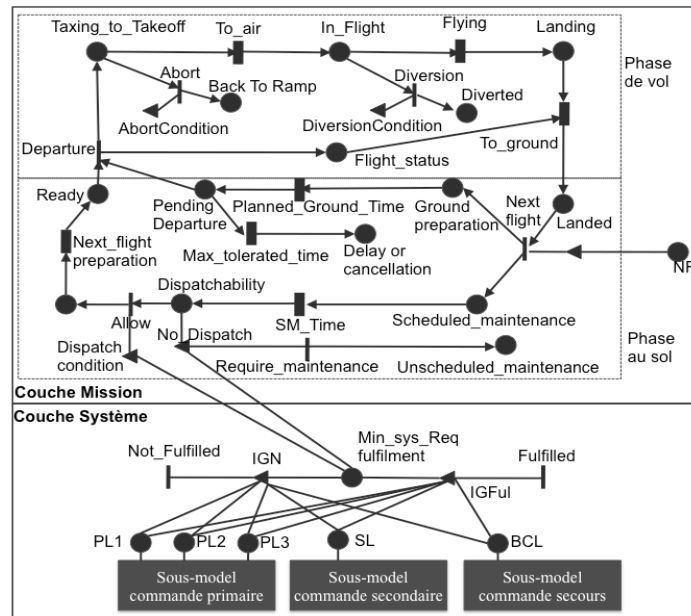 Taxing_to_Takeoff
To_air
In_Flight
Flying
Landing
Phase
de vol
Abort
Back To Ramp
Diversion
Diverted
AbortCondition
DiversionCondition
Departure
Flight_status
To_ground
Ready
Pending
Departure
Planned_Ground_Time
Ground
preparation
Next
flight
Landed
Next_flight
preparation
Max_tolerated_time
Delay or
cancellation
Dispatchability
Allow
No_Dispatch
SM_Time
Scheduled_maintenance
Phase
au sol
Dispatch
condition
Require_maintenance
Unscheduled_maintenance
Couche Mission
Couche Système
Not_Fulfilled
IGN
Min_sys_Req
fulfilment
Fulfilled
IGFul
PL1
PL2
PL3
SL
BCL
Sous-model
commande primaire
Sous-model
commande secondaire
Sous-model
commande secours